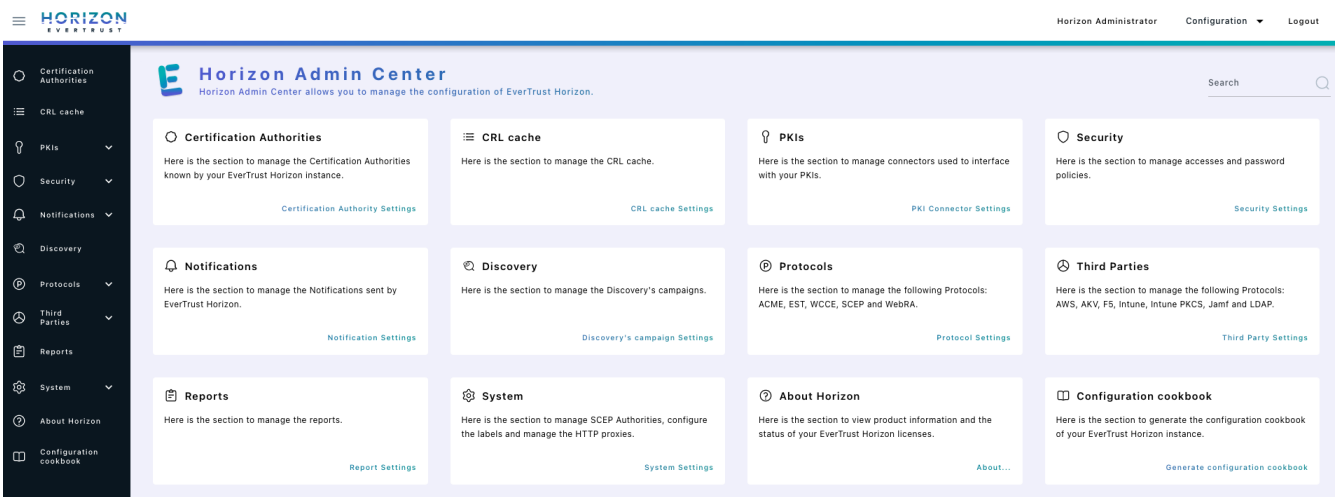 HORIZON
EVERTRUST
Horizon Administrator
Configuration
Logout
Certification
Authorities
CRL cache
PKIs
Security
Notifications
Discovery
Protocols
Third
Parties
Reports
System
About Horizon
Configuration
cookbook
Horizon Admin Center
Horizon Admin Center allows you to manage the configuration of EverTrust Horizon.
Search
Certification Authorities
Here is the section to manage the Certification Authorities
known by your EverTrust Horizon instance.
Certification Authority Settings
CRL cache
Here is the section to manage the CRL cache.
CRL cache Settings
PKIs
Here is the section to manage connectors used to interface
with your PKIs.
PKI Connector Settings
Security
Here is the section to manage accesses and password
policies.
Security Settings
Notifications
Here is the section to manage the Notifications sent by
EverTrust Horizon.
Notification Settings
Discovery
Here is the section to manage the Discovery's campaigns.
Discovery's campaign Settings
Protocols
Here is the section to manage the following Protocols:
ACME, EST, WCCE, SCEP and WebRA.
Protocol Settings
Third Parties
Here is the section to manage the following Protocols:
AWS, AKV, F5, Intune, Intune PKCS, Jamf and LDAP.
Third Party Settings
Reports
Here is the section to manage the reports.
Report Settings
System
Here is the section to manage SCEP Authorities, configure
the labels and manage the HTTP proxies.
System Settings
About Horizon
Here is the section to view product information and the
status of your EverTrust Horizon licenses.
About...
Configuration cookbook
Here is the section to generate the configuration cookbook
of your EverTrust Horizon instance.
Generate configuration cookbook